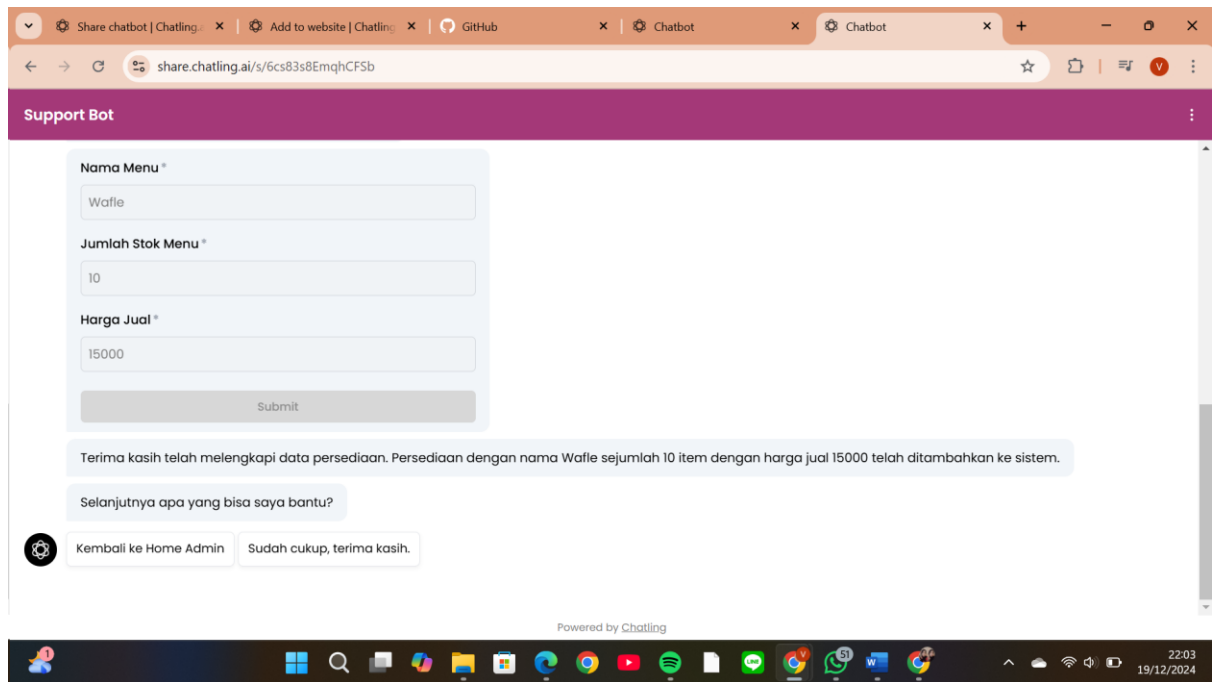 Share chatbot | Chatling.a
Add to website | Chatling
GitHub
Chatbot
Chatbot
share.chatling.ai/s/6cs83s8EmqhCFSb
V
Support Bot
Nama Menu *
Wafle
Jumlah Stok Menu *
10
Harga Jual *
15000
Submit
Terima kasih telah melengkapi data persediaan. Persediaan dengan nama Wafle sejumlah 10 item dengan harga jual 15000 telah ditambahkan ke sistem.
Selanjutnya apa yang bisa saya bantu?
Kembali ke Home Admin
Sudah cukup, terima kasih.
Powered by Chatling
1
51
22:03
19/12/2024